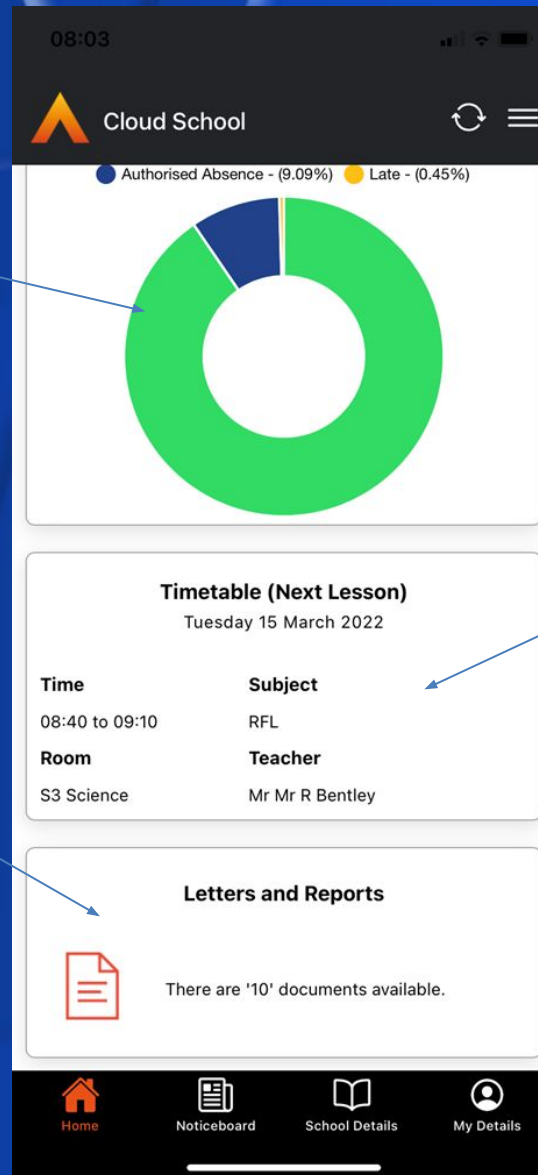 08:03
Cloud School
Authorised Absence - (9.09%) Late - (0.45%)
Timetable (Next Lesson)
Tuesday 15 March 2022
Time Subject
08:40 to 09:10 RFL
Room Teacher
S3 Science Mr Mr R Bentley
Letters and Reports
There are '10' documents available.
Home Noticeboard School Details My Details